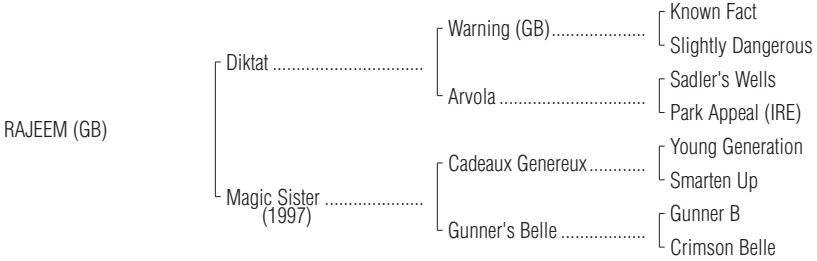 Known Fact
Warning (GB)......................
Slightly Dangerous
Diktat ................................
Sadler's Wells
Arvola ................................
Park Appeal (IRE)
RAJEEM (GB)
Young Generation
Cadeaux Genereux............
Smarten Up
Magic Sister .....................
(1997)
Gunner B
Gunner's Belle ..................
Crimson Belle